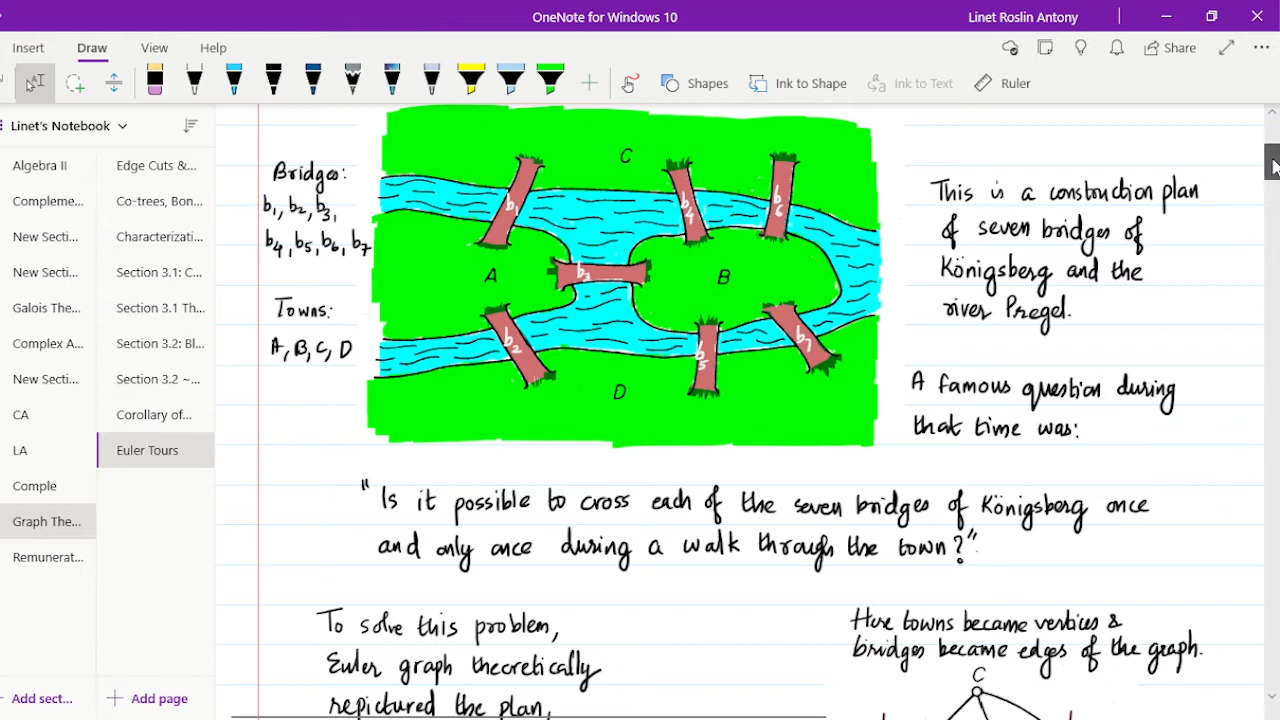 OneNote for Windows 10
Linet Roslin Antony
Insert
Draw
View
Help
Share
Shapes
Ink to Shape
Ink to Text
Ruler
Linet's Notebook
Algebra II
Compleme...
New Secti...
New Secti...
Galois The...
Complex A...
New Secti...
CA
LA
Comple
Graph The...
Remunerat...
Add sect...
Edge Cuts &...
Co-trees, Bon...
Characterizati...
Section 3.1: C...
Section 3.1 Th...
Section 3.2: Bl...
Section 3.2 ~...
Corollary of...
Euler Tours
Add page
Bridges:
b1, b2, b3,
b4, b5, b6, b7
Towns:
A, B, C, D
C
b1
b4
b6
A
b3
B
b2
b5
b7
D
This is a construction plan
of seven bridges of
Königsberg and the
river Pregel.
A famous question during
that time was:
"Is it possible to cross each of the seven bridges of Königsberg once
and only once during a walk through the town?"
To solve this problem,
Euler graph theoretically
repictured the plan,
Here towns became vertices &
bridges became edges of the graph.
C